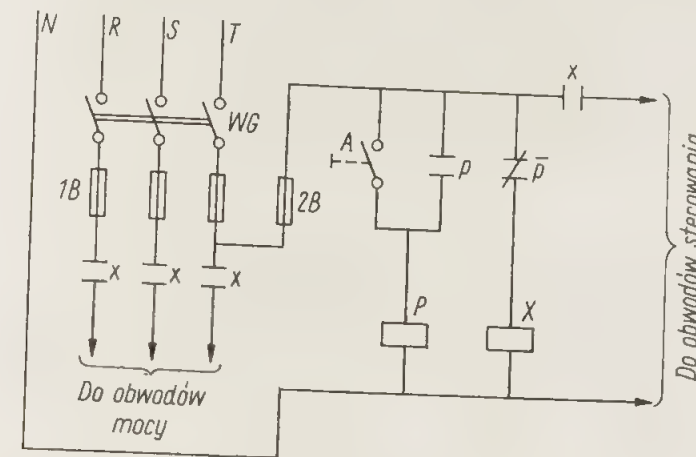 N
R
S
T
WG
1B
2B
x
x
x
A
p
p̄
x
P
X
Do obwodów
mocy
Do obwodów sterowania